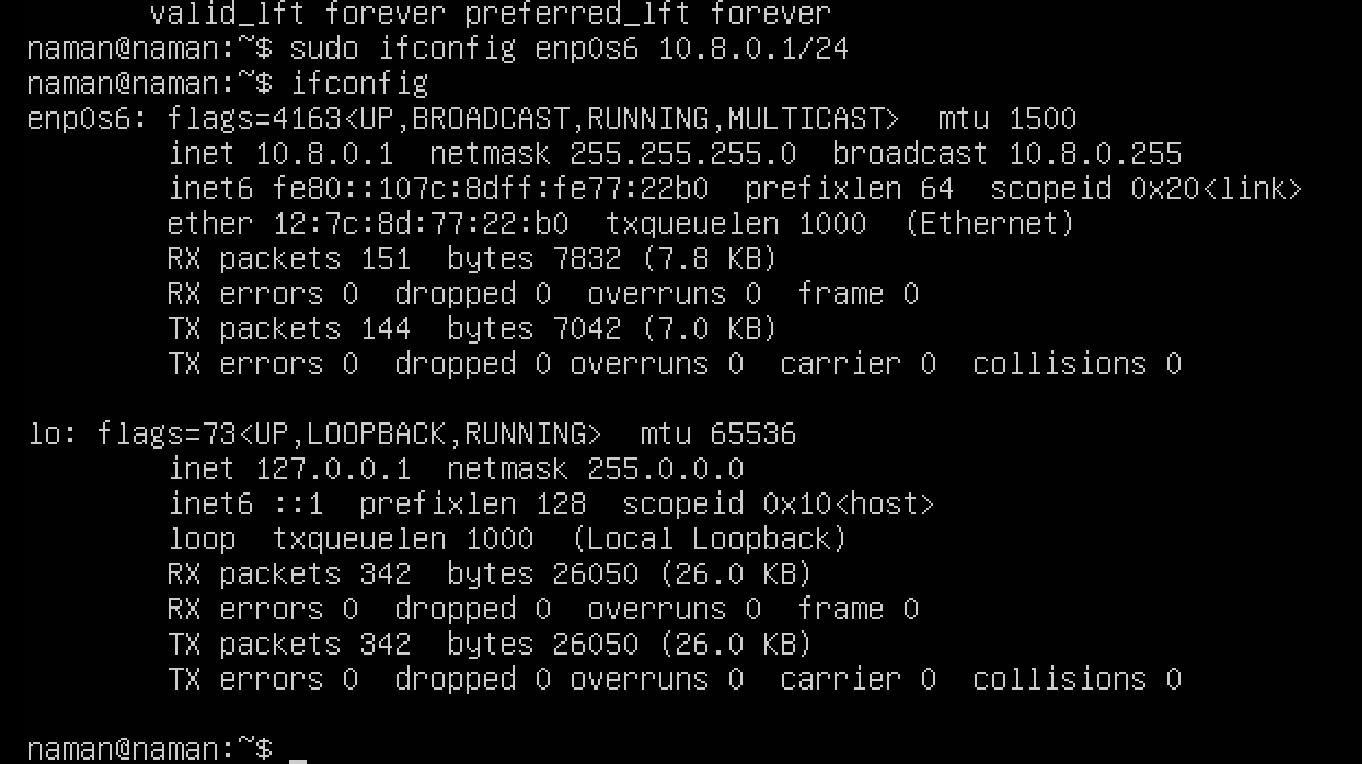 valid_lft forever preferred_lft forever
naman@naman:~$ sudo ifconfig enp0s6 10.8.0.1/24
naman@naman:~$ ifconfig
enp0s6: flags=4163<UP,BROADCAST,RUNNING,MULTICAST>  mtu 1500
        inet 10.8.0.1  netmask 255.255.255.0  broadcast 10.8.0.255
        inet6 fe80::107c:8dff:fe77:22b0  prefixlen 64  scopeid 0x20<link>
        ether 12:7c:8d:77:22:b0  txqueuelen 1000  (Ethernet)
        RX packets 151  bytes 7832 (7.8 KB)
        RX errors 0  dropped 0  overruns 0  frame 0
        TX packets 144  bytes 7042 (7.0 KB)
        TX errors 0  dropped 0 overruns 0  carrier 0  collisions 0

lo: flags=73<UP,LOOPBACK,RUNNING>  mtu 65536
        inet 127.0.0.1  netmask 255.0.0.0
        inet6 ::1  prefixlen 128  scopeid 0x10<host>
        loop  txqueuelen 1000  (Local Loopback)
        RX packets 342  bytes 26050 (26.0 KB)
        RX errors 0  dropped 0  overruns 0  frame 0
        TX packets 342  bytes 26050 (26.0 KB)
        TX errors 0  dropped 0 overruns 0  carrier 0  collisions 0

naman@naman:~$ _